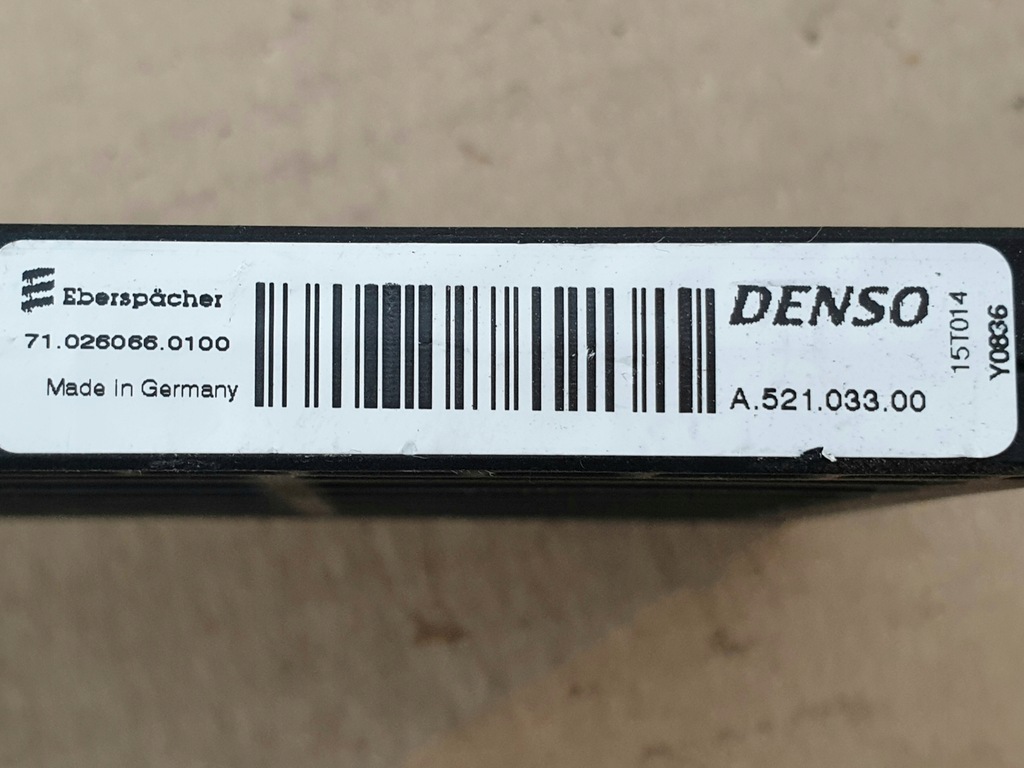 Eberspächer
71.026066.0100
Made in Germany
DENSO
A.521.033.00
15T014
Y0836